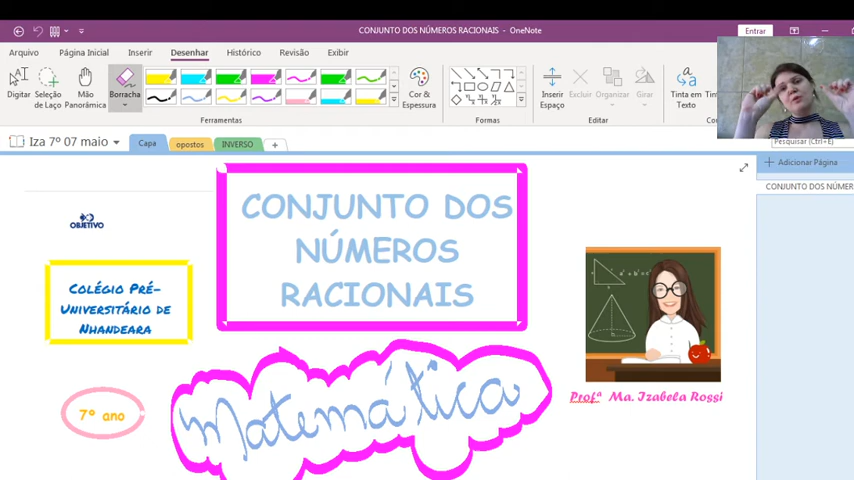 CONJUNTO DOS NÚMEROS RACIONAIS - OneNote
Entrar
Arquivo Página Inicial Inserir Desenhar Histórico Revisão Exibir
Digitar
Seleção de Laço
Mão Panorâmica
Borracha
Cor & Espessura
Inserir Espaço
Excluir
Organizar
Girar
Tinta em Texto
Ferramentas
Formas
Editar
Iza 7º 07 maio
Capa
opostos
INVERSO
Pesquisar (Ctrl+E)
Adicionar Página
CONJUNTO DOS NÚMER
OBJETIVO
COLÉGIO PRÉ-
UNIVERSITÁRIO DE
NHANDEARA
CONJUNTO DOS
NÚMEROS
RACIONAIS
Profª Ma. Izabela Rossi
7º ano
Matemática